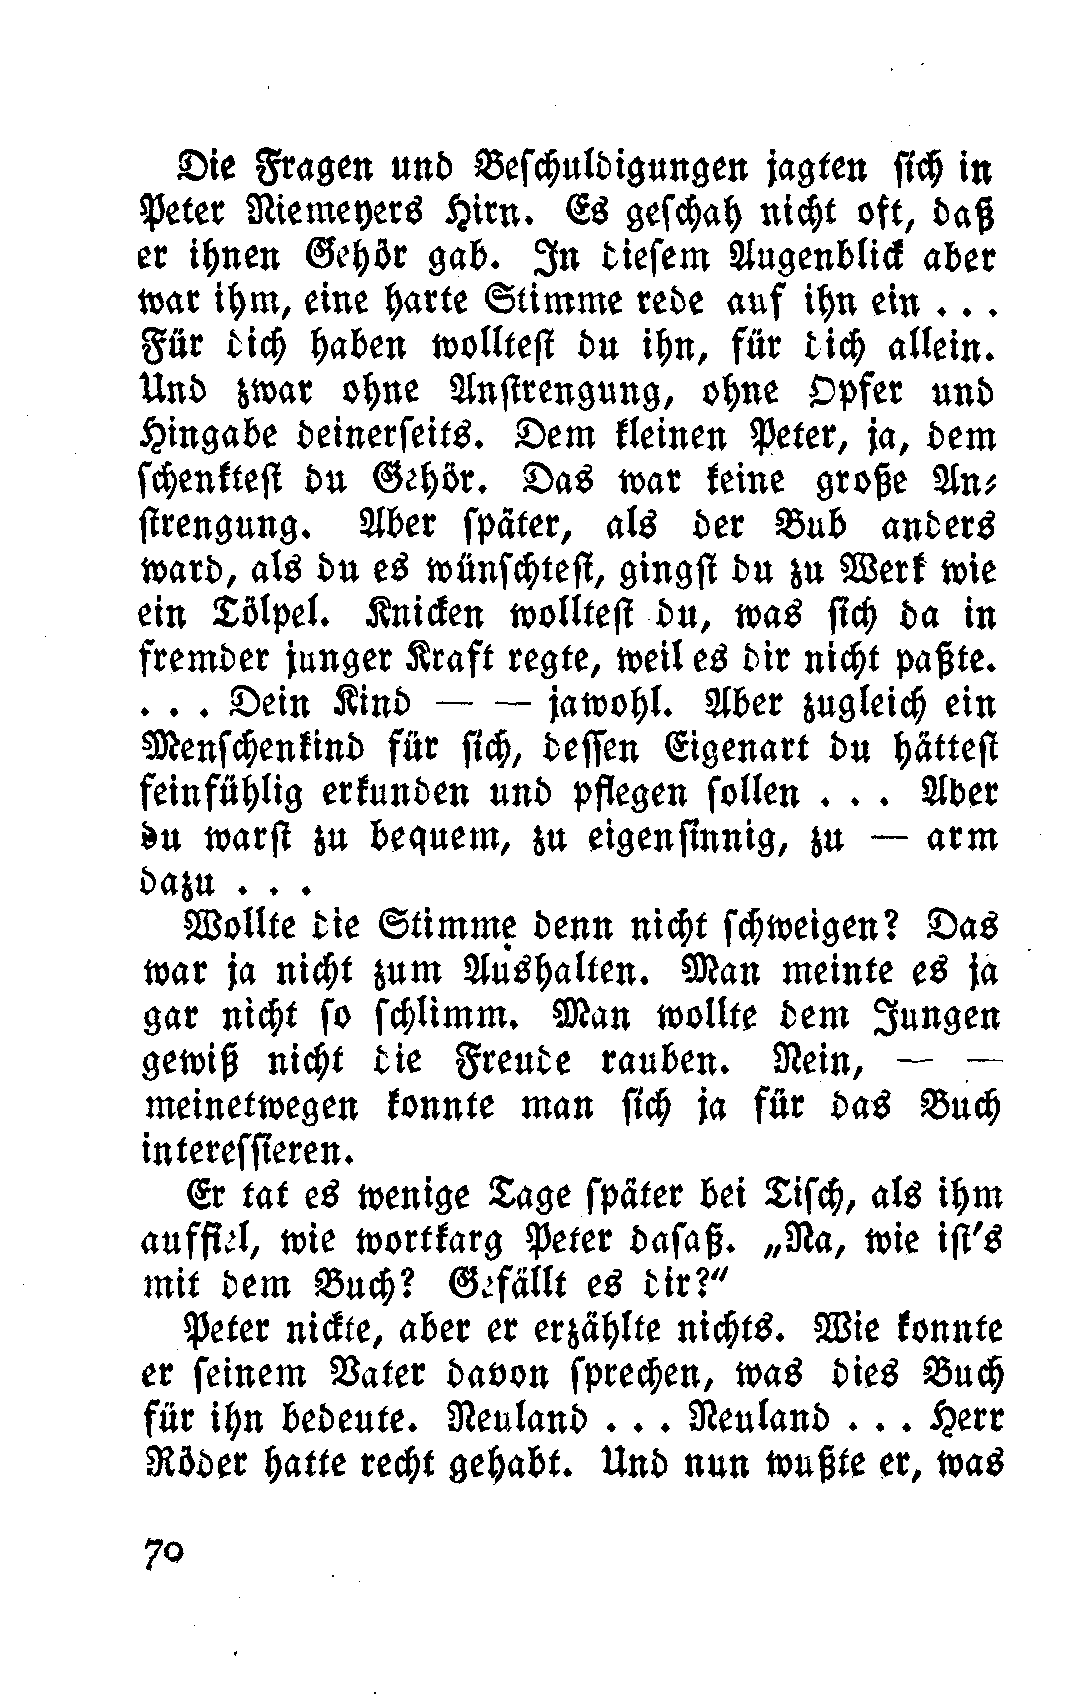 Die Fragen und Beschuldigungen jagten sich in
Peter Niemeyers Hirn. Es geschah nicht oft, daß
er ihnen Gehör gab. In diesem Augenblick aber
war ihm, eine harte Stimme rede auf ihn ein . . .
Für dich haben wolltest du ihn, für dich allein.
Und zwar ohne Anstrengung, ohne Opfer und
Hingabe deinerseits. Dem kleinen Peter, ja, dem
schenktest du Gehör. Das war keine große An-
strengung. Aber später, als der Bub anders
ward, als du es wünschtest, gingst du zu Werk wie
ein Tölpel. Knicken wolltest du, was sich da in
fremder junger Kraft regte, weil es dir nicht paßte.
. . . Dein Kind — — jawohl. Aber zugleich ein
Menschenkind für sich, dessen Eigenart du hättest
feinfühlig erkunden und pflegen sollen . . . Aber
du warst zu bequem, zu eigensinnig, zu — arm
dazu . . .
Wollte die Stimme denn nicht schweigen? Das
war ja nicht zum Aushalten. Man meinte es ja
gar nicht so schlimm. Man wollte dem Jungen
gewiß nicht die Freude rauben. Nein, — —
meinetwegen konnte man sich ja für das Buch
interessieren.
Er tat es wenige Tage später bei Tisch, als ihm
auffiel, wie wortkarg Peter dasaß. „Na, wie ist's
mit dem Buch? Gefällt es dir?"
Peter nickte, aber er erzählte nichts. Wie konnte
er seinem Vater davon sprechen, was dies Buch
für ihn bedeute. Neuland . . . Neuland . . . Herr
Röder hatte recht gehabt. Und nun wußte er, was
70